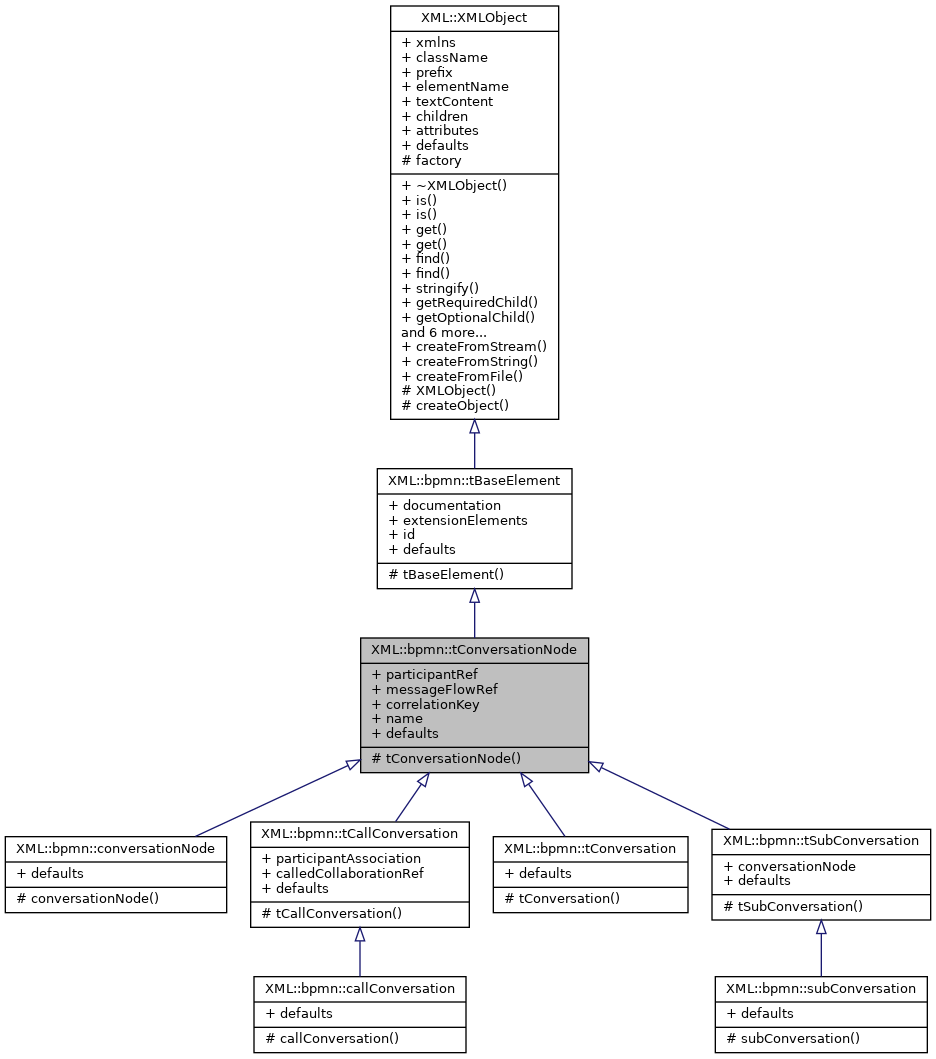 XML::XMLObject
+ xmlns
+ className
+ prefix
+ elementName
+ textContent
+ children
+ attributes
+ defaults
# factory
+ ~XMLObject()
+ is()
+ is()
+ get()
+ get()
+ find()
+ find()
+ stringify()
+ getRequiredChild()
+ getOptionalChild()
and 6 more...
+ createFromStream()
+ createFromString()
+ createFromFile()
# XMLObject()
# createObject()
XML::bpmn::tBaseElement
+ documentation
+ extensionElements
+ id
+ defaults
# tBaseElement()
XML::bpmn::tConversationNode
+ participantRef
+ messageFlowRef
+ correlationKey
+ name
+ defaults
# tConversationNode()
XML::bpmn::conversationNode
+ defaults
# conversationNode()
XML::bpmn::tCallConversation
+ participantAssociation
+ calledCollaborationRef
+ defaults
# tCallConversation()
XML::bpmn::tConversation
+ defaults
# tConversation()
XML::bpmn::tSubConversation
+ conversationNode
+ defaults
# tSubConversation()
XML::bpmn::callConversation
+ defaults
# callConversation()
XML::bpmn::subConversation
+ defaults
# subConversation()